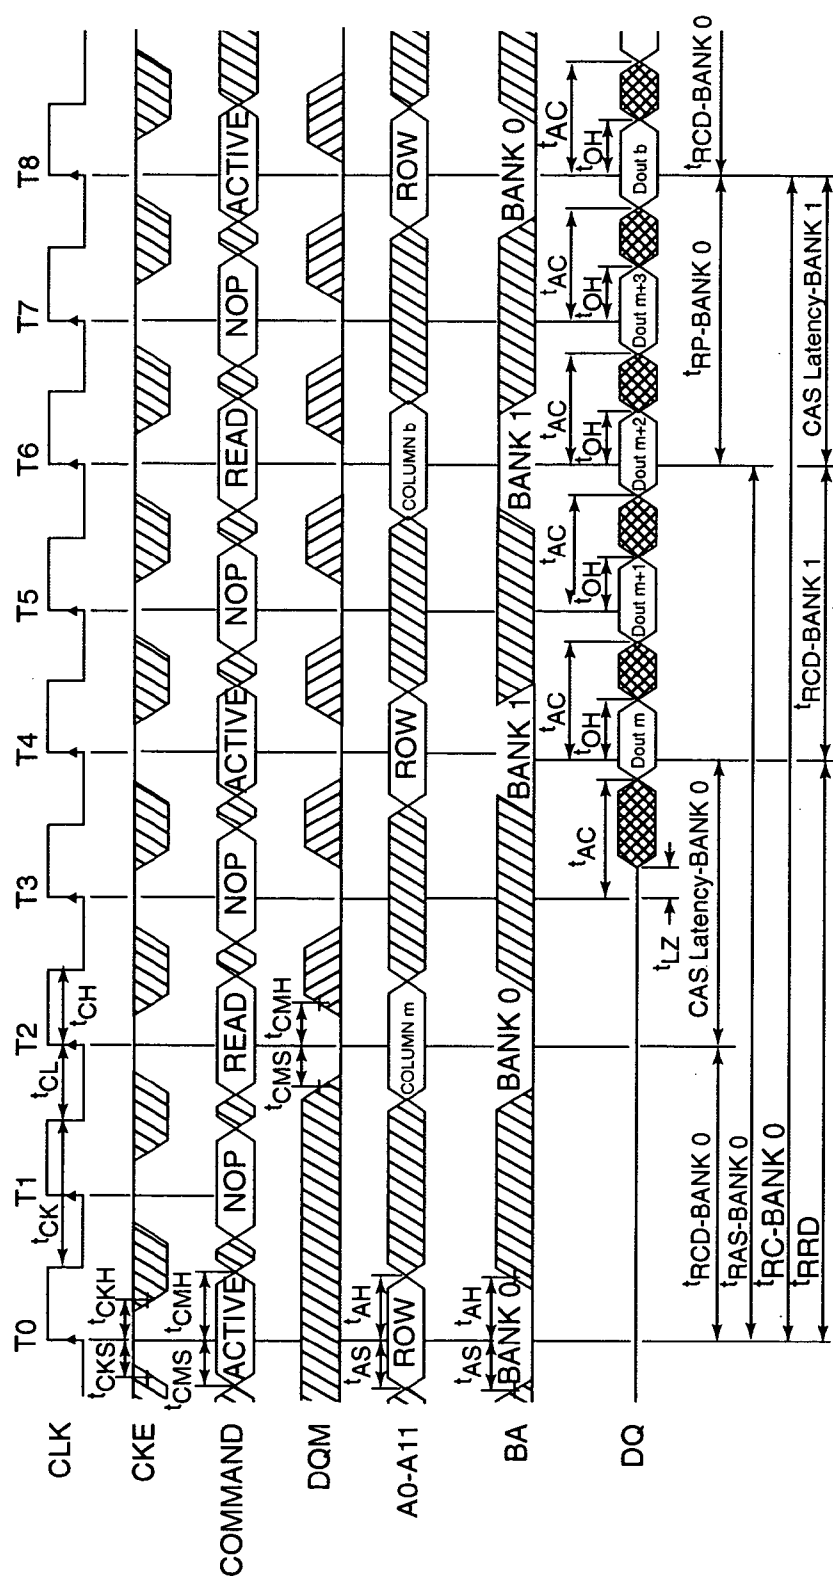 T0 T1 T2 T3 T4 T5 T6 T7 T8
CLK
tCK tCL tCH
CKE
tCKS tCKH
COMMAND
tCMS tCMH
ACTIVE NOP READ NOP ACTIVE NOP READ NOP ACTIVE
DQM
tCMS tCMH
A0-A11
tAS tAH
ROW COLUMN m ROW COLUMN b ROW
BA
tAS tAH
BANK 0 BANK 0 BANK 1 BANK 1 BANK 0
DQ
tAC tAC tAC tAC tAC tAC
tOH tOH tOH tOH tOH
Dout m Dout m+1 Dout m+2 Dout m+3 Dout b
tLZ
tRCD-BANK 0 CAS Latency-BANK 0 tRP-BANK 0 tRCD-BANK 0
tRAS-BANK 0
tRC-BANK 0
tRRD tRCD-BANK 1 CAS Latency-BANK 1